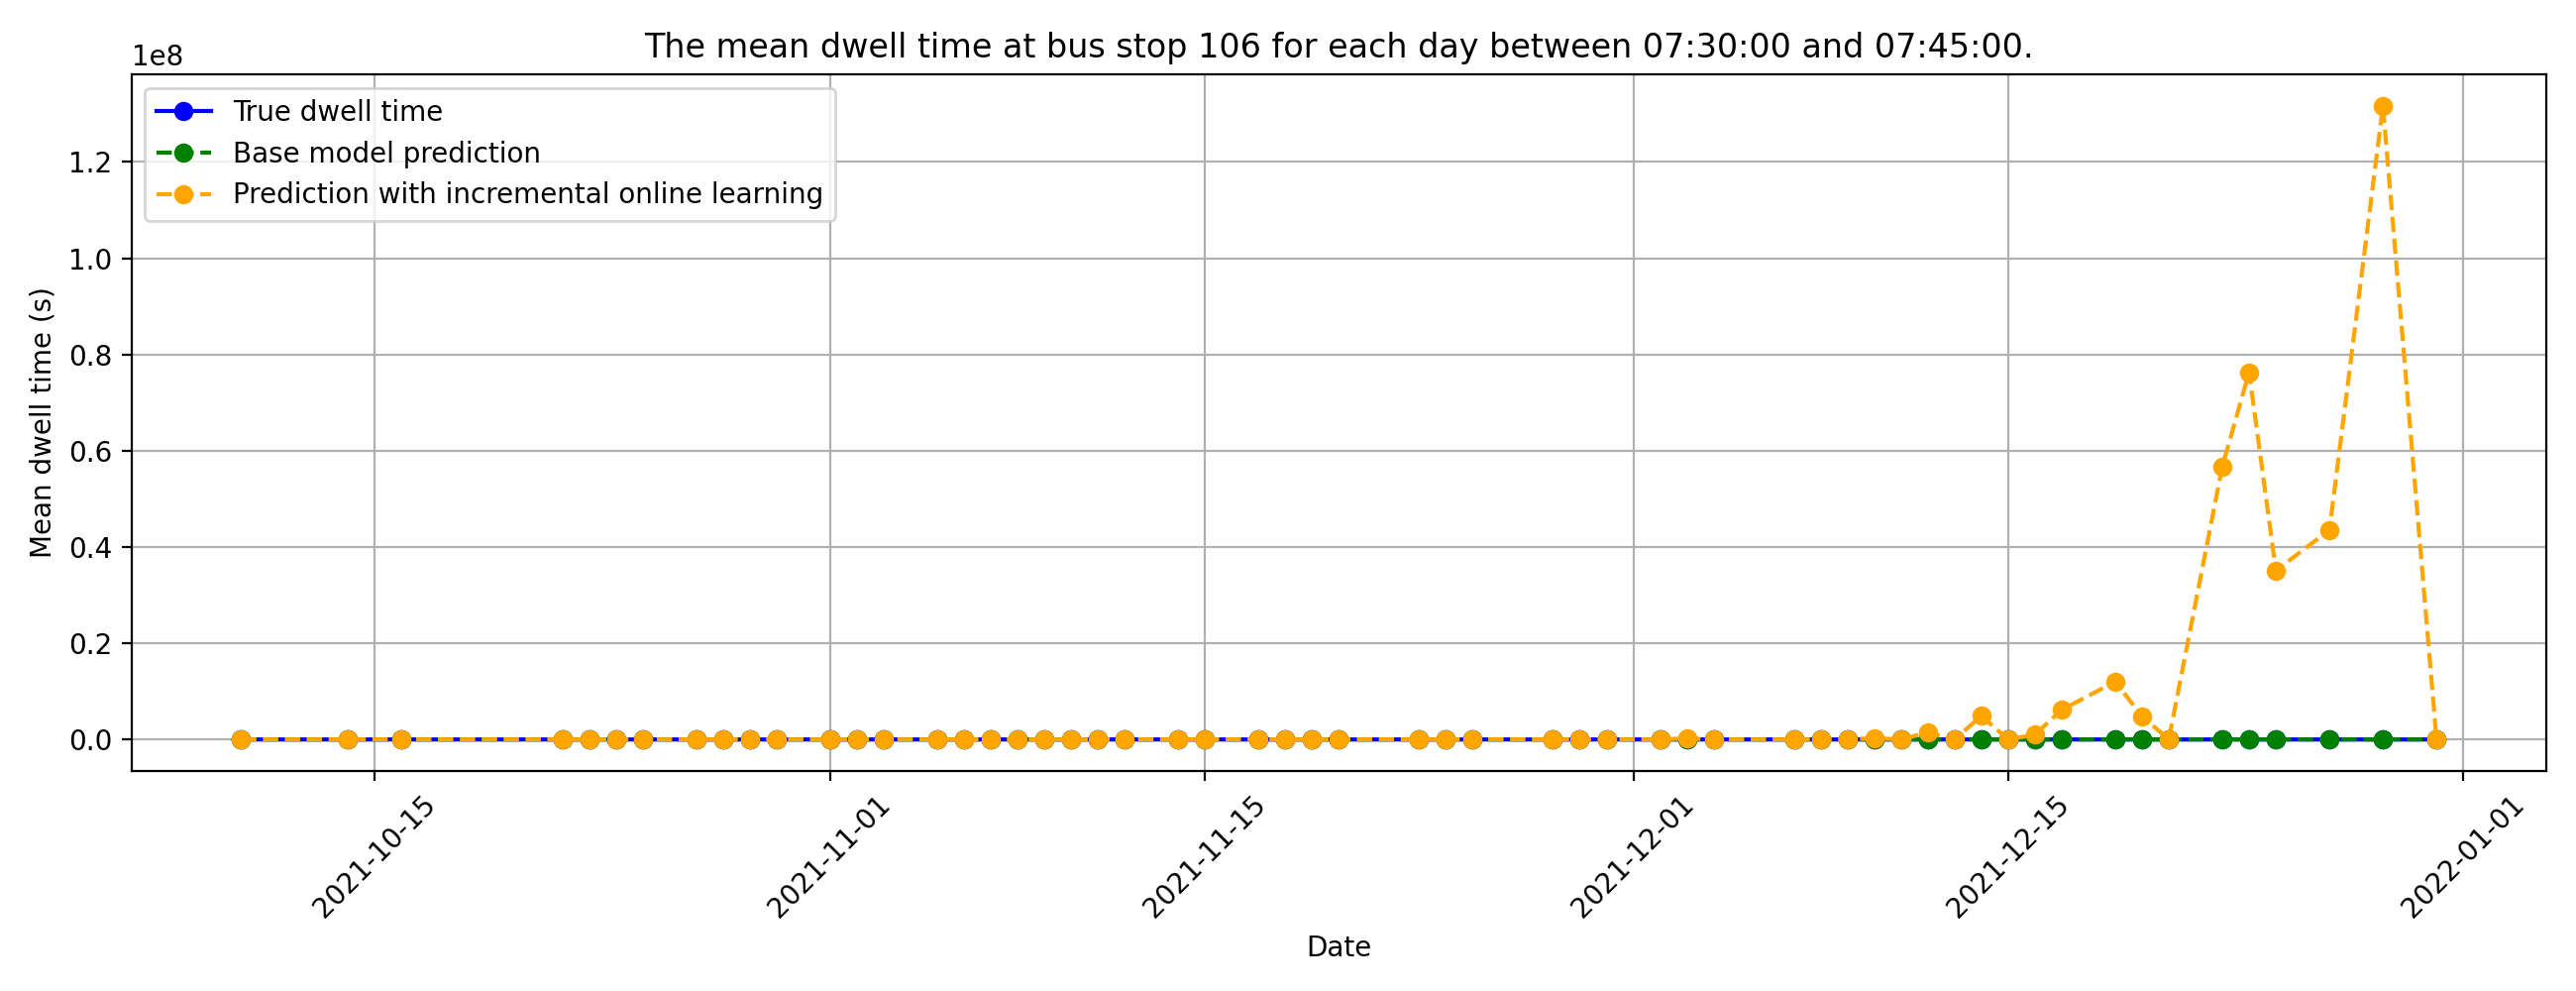 The mean dwell time at bus stop 106 for each day between 07:30:00 and 07:45:00.
1e8
True dwell time
Base model prediction
Prediction with incremental online learning
1.2
1.0
0.8
0.6
0.4
0.2
0.0
Mean dwell time (s)
2021-10-15
2021-11-01
2021-11-15
2021-12-01
2021-12-15
2022-01-01
Date